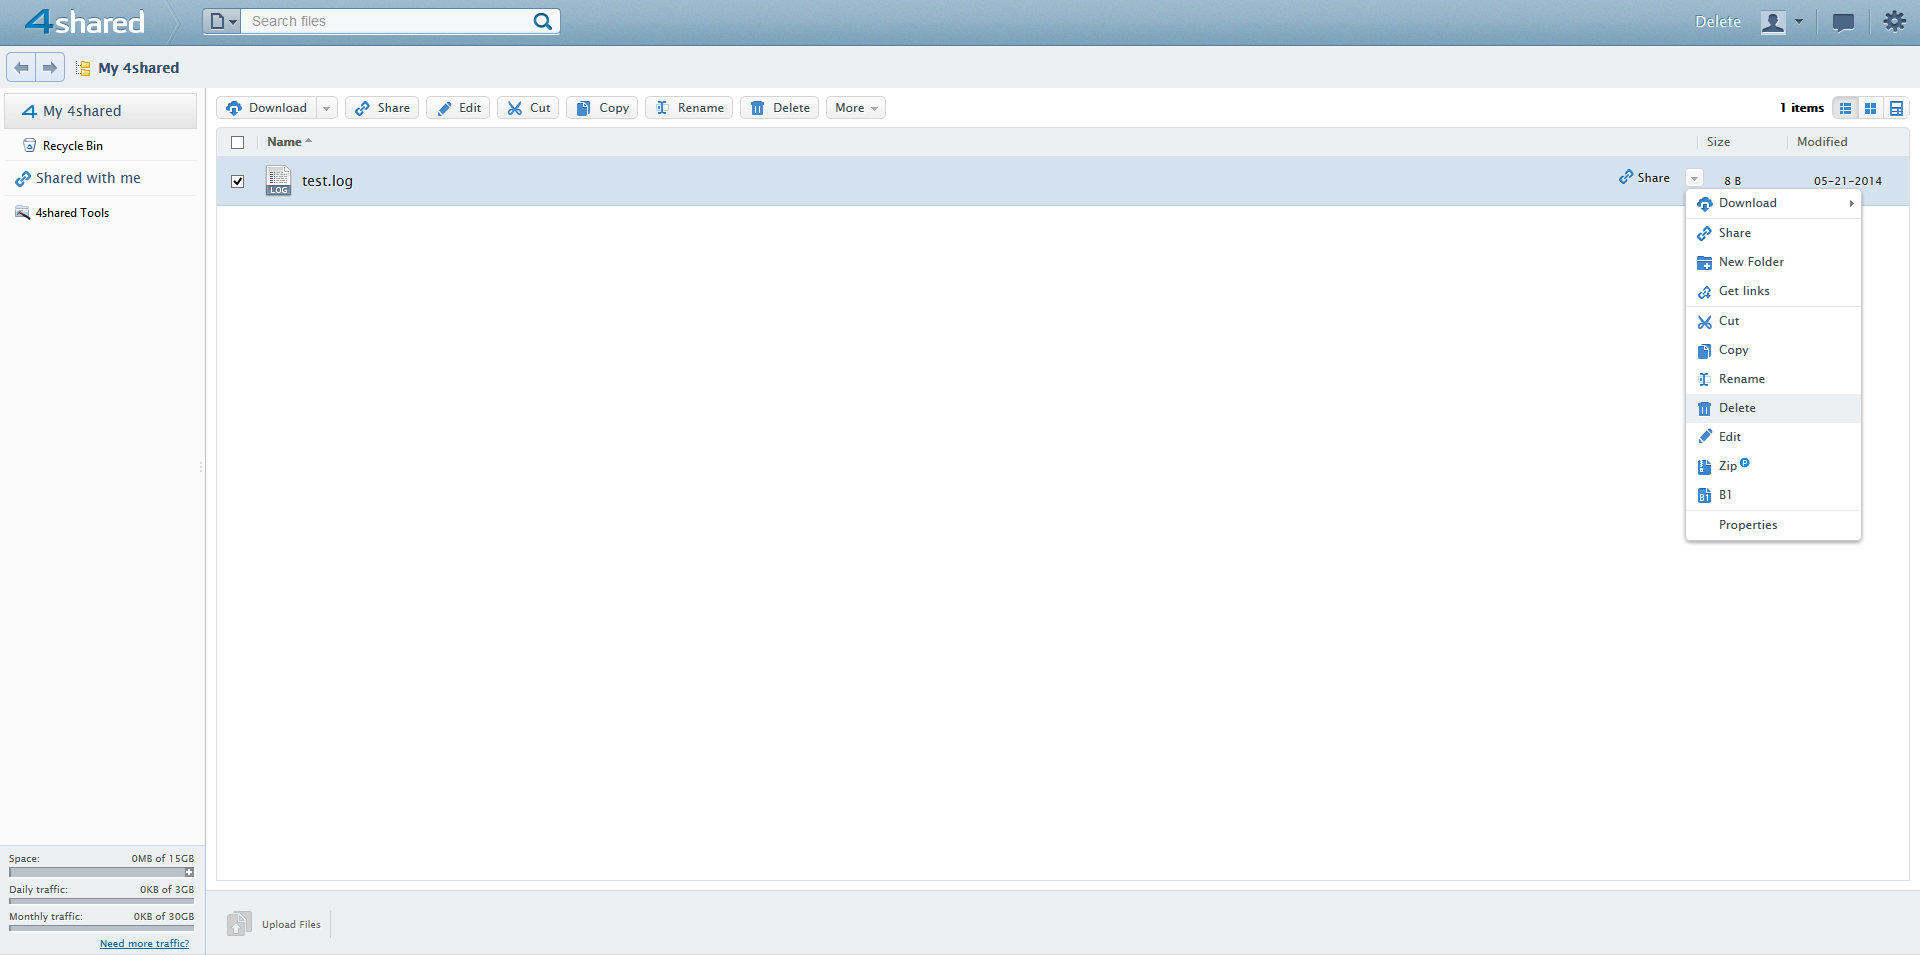 4shared Search files Delete
My 4shared
My 4shared
Recycle Bin
Shared with me
4shared Tools
Download Share Edit Cut Copy Rename Delete More 1 items
Name Size Modified
LOG test.log Share 8 B 05-21-2014
Download
Share
New Folder
Get links
Cut
Copy
Rename
Delete
Edit
Zip P
B1 B1
Properties
Space: 0MB of 15GB
Daily traffic: 0KB of 3GB
Monthly traffic: 0KB of 30GB
Need more traffic?
Upload Files